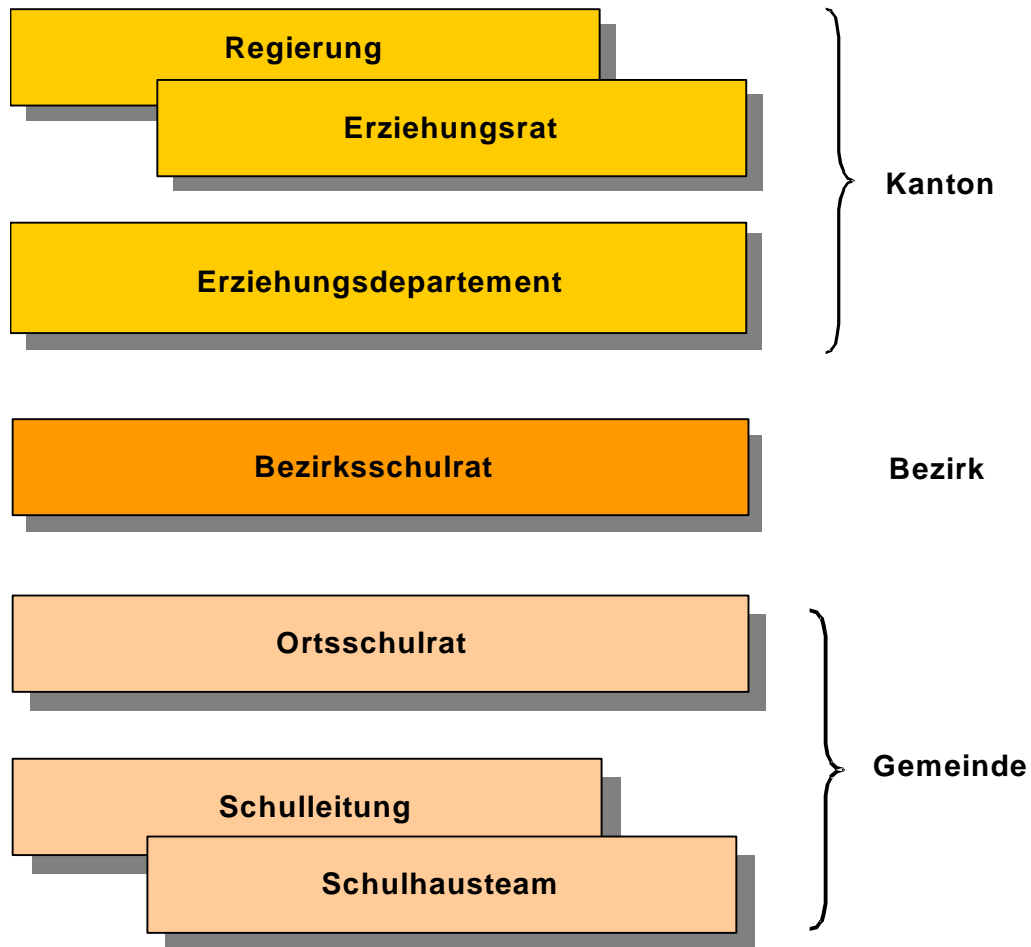 Regierung
Erziehungsrat
Kanton
Erziehungsdepartement
Bezirksschulrat
Bezirk
Ortsschulrat
Gemeinde
Schulleitung
Schulhausteam